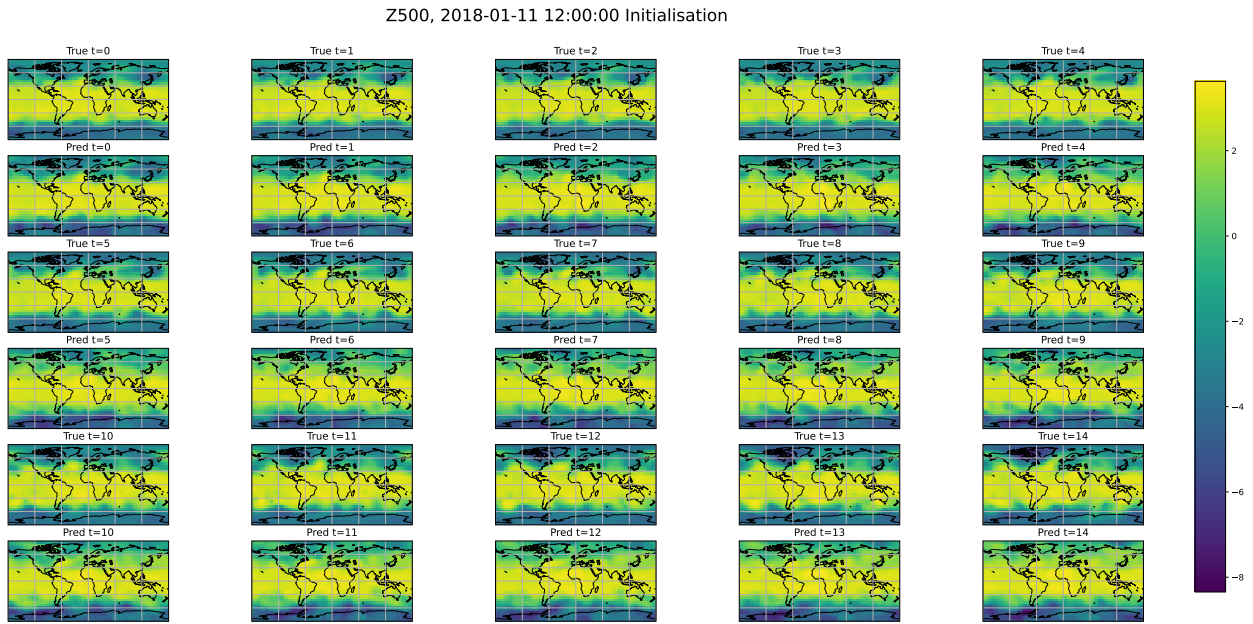 Z500, 2018-01-11 12:00:00 Initialisation
True t=0
True t=1
True t=2
True t=3
True t=4
Pred t=0
Pred t=1
Pred t=2
Pred t=3
Pred t=4
True t=5
True t=6
True t=7
True t=8
True t=9
Pred t=5
Pred t=6
Pred t=7
Pred t=8
Pred t=9
True t=10
True t=11
True t=12
True t=13
True t=14
Pred t=10
Pred t=11
Pred t=12
Pred t=13
Pred t=14
2
0
−2
−4
−6
−8